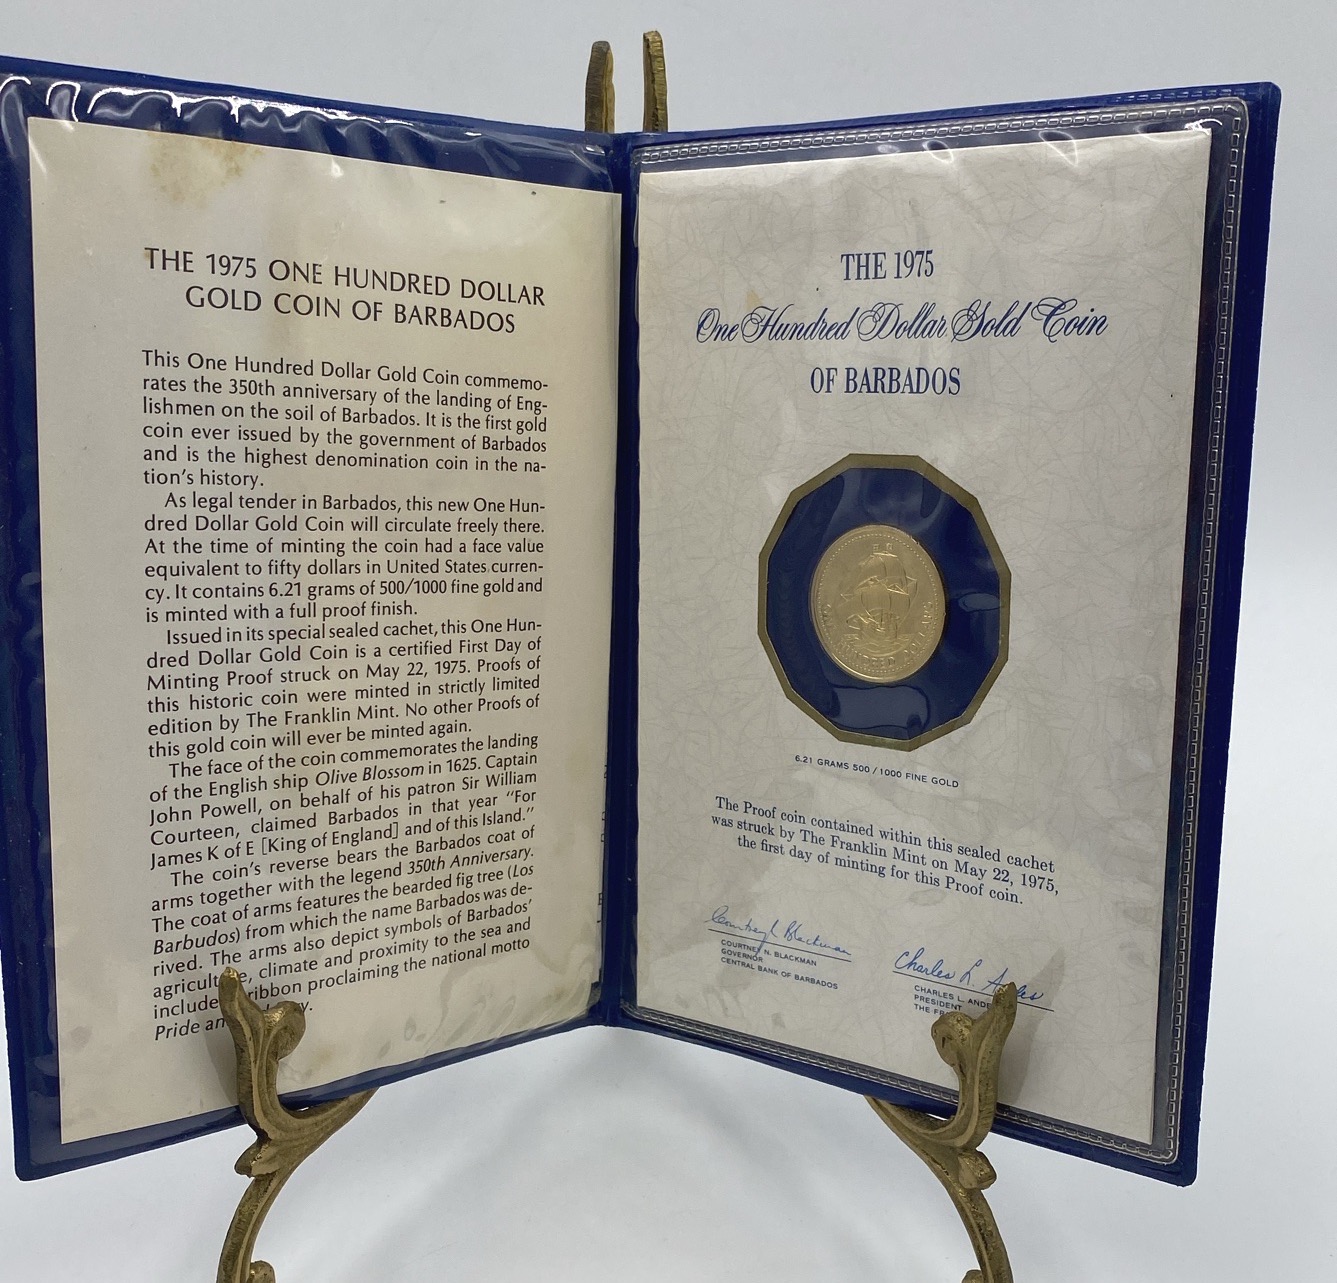 THE 1975 ONE HUNDRED DOLLAR
GOLD COIN OF BARBADOS
This One Hundred Dollar Gold Coin commemo-
rates the 350th anniversary of the landing of Eng-
lishmen on the soil of Barbados. It is the first gold
coin ever issued by the government of Barbados
and is the highest denomination coin in the na-
tion's history.
As legal tender in Barbados, this new One Hun-
dred Dollar Gold Coin will circulate freely there.
At the time of minting the coin had a face value
equivalent to fifty dollars in United States curren-
cy. It contains 6.21 grams of 500/1000 fine gold and
is minted with a full proof finish.
Issued in its special sealed cachet, this One Hun-
dred Dollar Gold Coin is a certified First Day of
Minting Proof struck on May 22, 1975. Proofs of
this historic coin were minted in strictly limited
edition by The Franklin Mint. No other Proofs of
this gold coin will ever be minted again.
The face of the coin commemorates the landing
of the English ship Olive Blossom in 1625. Captain
John Powell, on behalf of his patron Sir William
Courteen, claimed Barbados in that year "For
James K of E [King of England] and of this Island."
The coin's reverse bears the Barbados coat of
arms together with the legend 350th Anniversary.
The coat of arms features the bearded fig tree (Los
Barbudos) from which the name Barbados was de-
rived. The arms also depict symbols of Barbados'
climate and proximity to the sea and
ribbon proclaiming the national motto
Pride
THE 1975
One Hundred Dollar Gold Coin
OF BARBADOS
6.21 GRAMS 500/1000 FINE GOLD
The Proof coin contained within this sealed cachet
was struck by The Franklin Mint on May 22, 1975,
the first day of minting for this Proof coin.
Courtney N. Blackman
COURTNEY N. BLACKMAN
GOVERNOR
CENTRAL BANK OF BARBADOS
Charles L.
CHARLES L.
PRESIDENT
THE